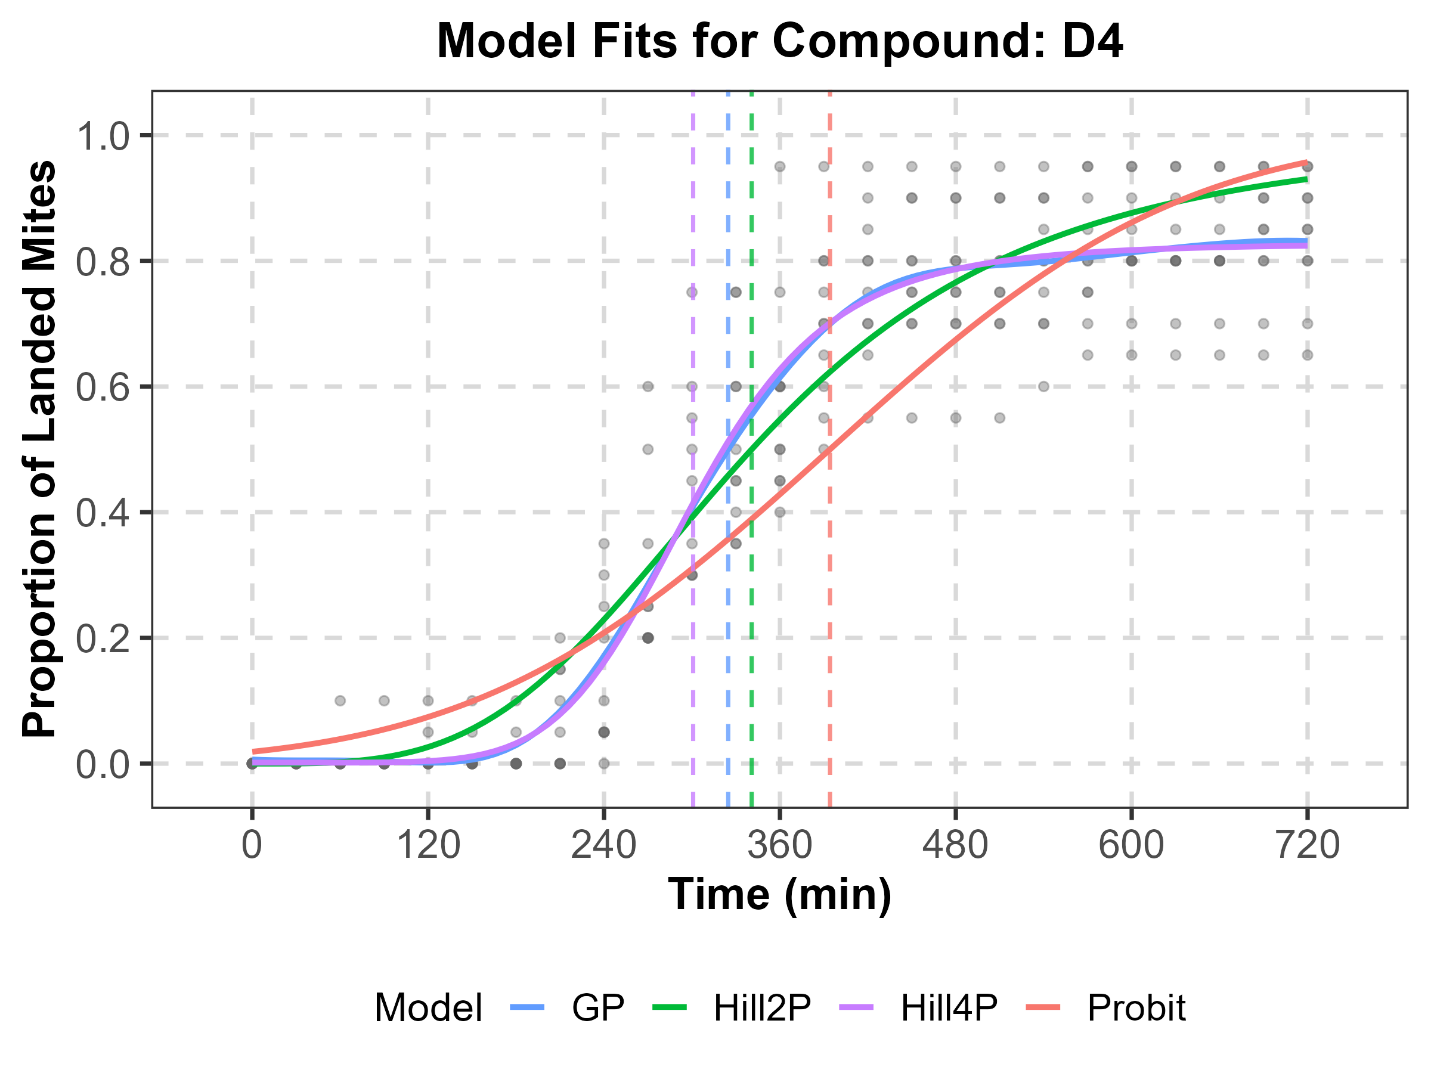 Model Fits for Compound: D4
Proportion of Landed Mites
1.0
0.8
0.6
0.4
0.2
0.0
0 120 240 360 480 600 720
Time (min)
Model GP Hill2P Hill4P Probit